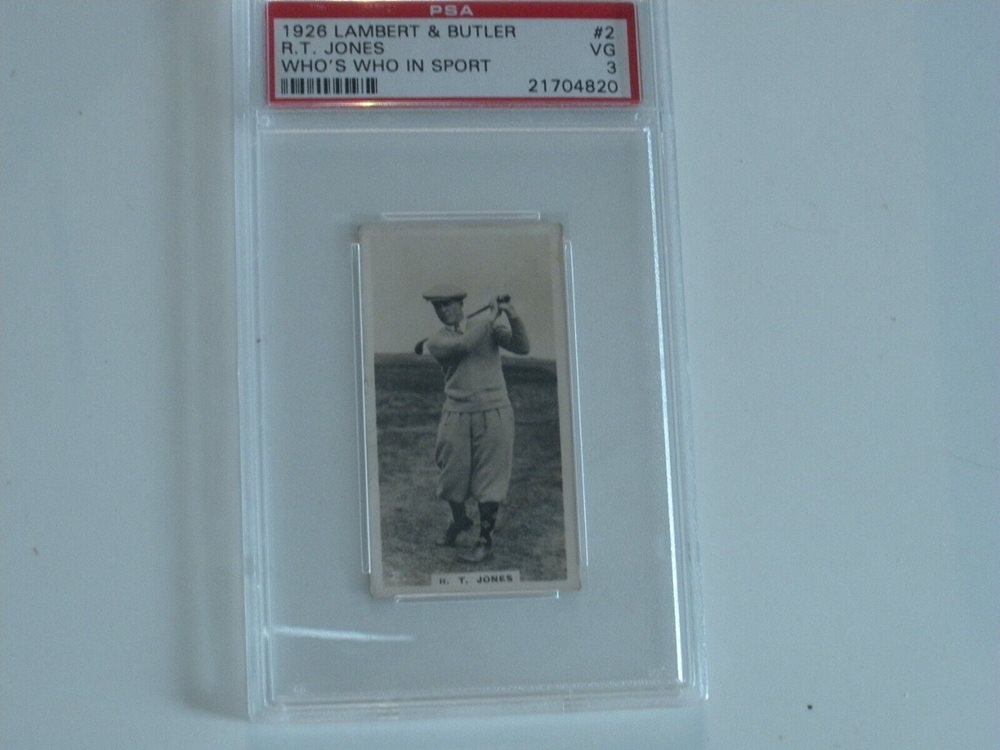 PSA
1926 LAMBERT & BUTLER #2
R.T. JONES VG
WHO'S WHO IN SPORT 3
21704820
R. T. JONES